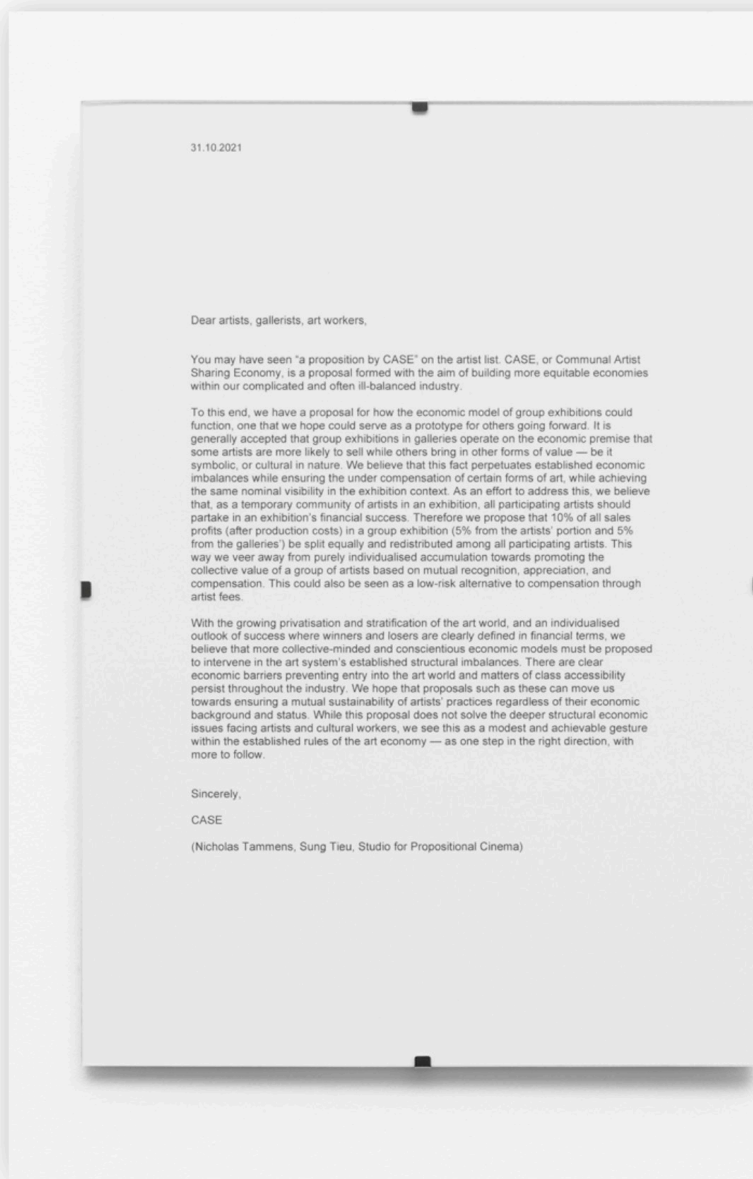 31.10.2021
Dear artists, gallerists, art workers,
You may have seen “a proposition by CASE” on the artist list. CASE, or Communal Artist
Sharing Economy, is a proposal formed with the aim of building more equitable economies
within our complicated and often ill-balanced industry.
To this end, we have a proposal for how the economic model of group exhibitions could
function, one that we hope could serve as a prototype for others going forward. It is
generally accepted that group exhibitions in galleries operate on the economic premise that
some artists are more likely to sell while others bring in other forms of value — be it
symbolic, or cultural in nature. We believe that this fact perpetuates established economic
imbalances while ensuring the under compensation of certain forms of art, while achieving
the same nominal visibility in the exhibition context. As an effort to address this, we believe
that, as a temporary community of artists in an exhibition, all participating artists should
partake in an exhibition’s financial success. Therefore we propose that 10% of all sales
profits (after production costs) in a group exhibition (5% from the artists’ portion and 5%
from the galleries’) be split equally and redistributed among all participating artists. This
way we veer away from purely individualised accumulation towards promoting the
collective value of a group of artists based on mutual recognition, appreciation, and
compensation. This could also be seen as a low-risk alternative to compensation through
artist fees.
With the growing privatisation and stratification of the art world, and an individualised
outlook of success where winners and losers are clearly defined in financial terms, we
believe that more collective-minded and conscientious economic models must be proposed
to intervene in the art system’s established structural imbalances. There are clear
economic barriers preventing entry into the art world and matters of class accessibility
persist throughout the industry. We hope that proposals such as these can move us
towards ensuring a mutual sustainability of artists’ practices regardless of their economic
background and status. While this proposal does not solve the deeper structural economic
issues facing artists and cultural workers, we see this as a modest and achievable gesture
within the established rules of the art economy — as one step in the right direction, with
more to follow.
Sincerely,
CASE
(Nicholas Tammens, Sung Tieu, Studio for Propositional Cinema)